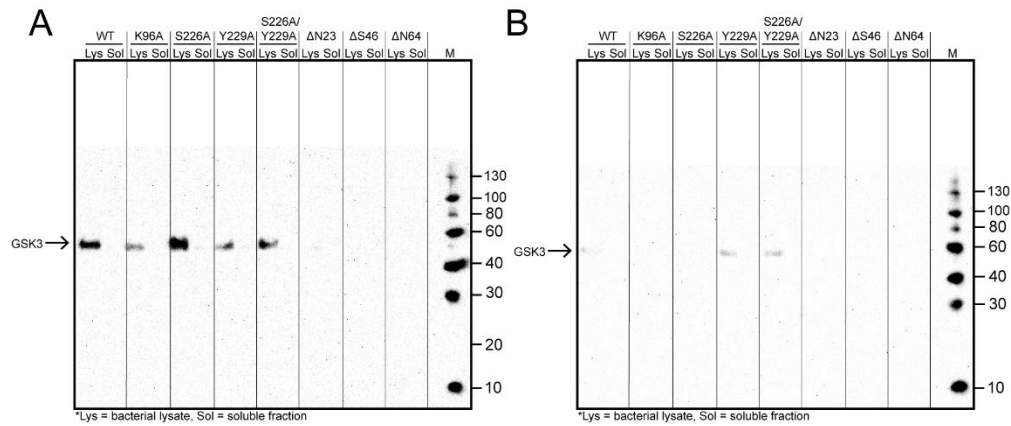 A
S226A/
WT K96A S226A Y229A Y229A ΔN23 ΔS46 ΔN64
Lys Sol Lys Sol Lys Sol Lys Sol Lys Sol Lys Sol Lys Sol Lys Sol M
130
100
80
60
GSK3
40
30
20
10
*Lys = bacterial lysate, Sol = soluble fraction
B
S226A/
WT K96A S226A Y229A Y229A ΔN23 ΔS46 ΔN64
Lys Sol Lys Sol Lys Sol Lys Sol Lys Sol Lys Sol Lys Sol Lys Sol M
130
100
80
60
GSK3
40
30
10
*Lys = bacterial lysate, Sol = soluble fraction